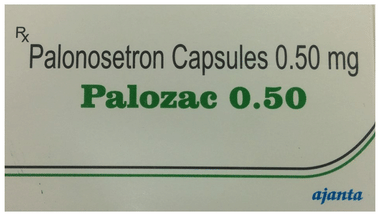 Rx
Palonosetron Capsules 0.50 mg
Palozac 0.50
ajanta